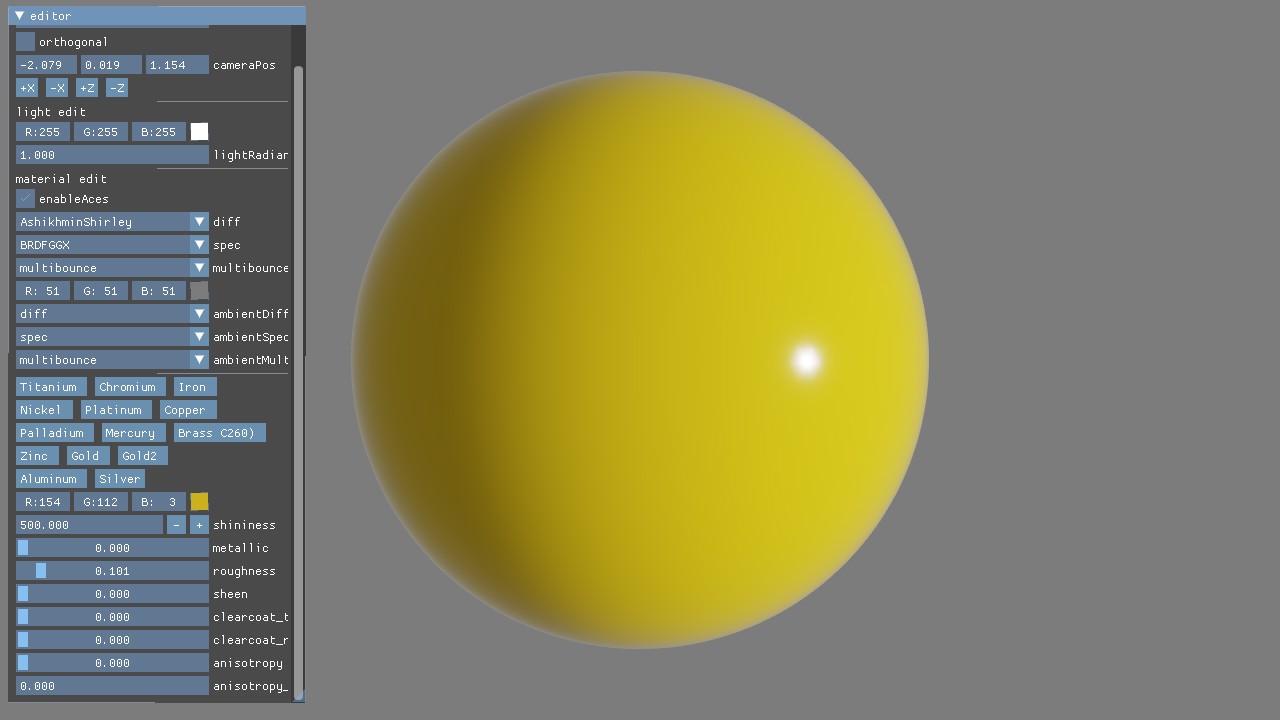 editor
orthogonal
-2.079 0.019 1.154 cameraPos
+X -X +Z -Z
light edit
R:255 G:255 B:255
1.000 lightRadian
material edit
enableAces
AshikhminShirley diff
BRDFGGX spec
multibounce multibounce
R: 51 G: 51 B: 51
diff ambientDiff
spec ambientSpec
multibounce ambientMult
Titanium Chromium Iron
Nickel Platinum Copper
Palladium Mercury Brass C260)
Zinc Gold Gold2
Aluminum Silver
R:154 G:112 B: 3
500.000 - + shininess
0.000 metallic
0.101 roughness
0.000 sheen
0.000 clearcoat_t
0.000 clearcoat_r
0.000 anisotropy
0.000 anisotropy_